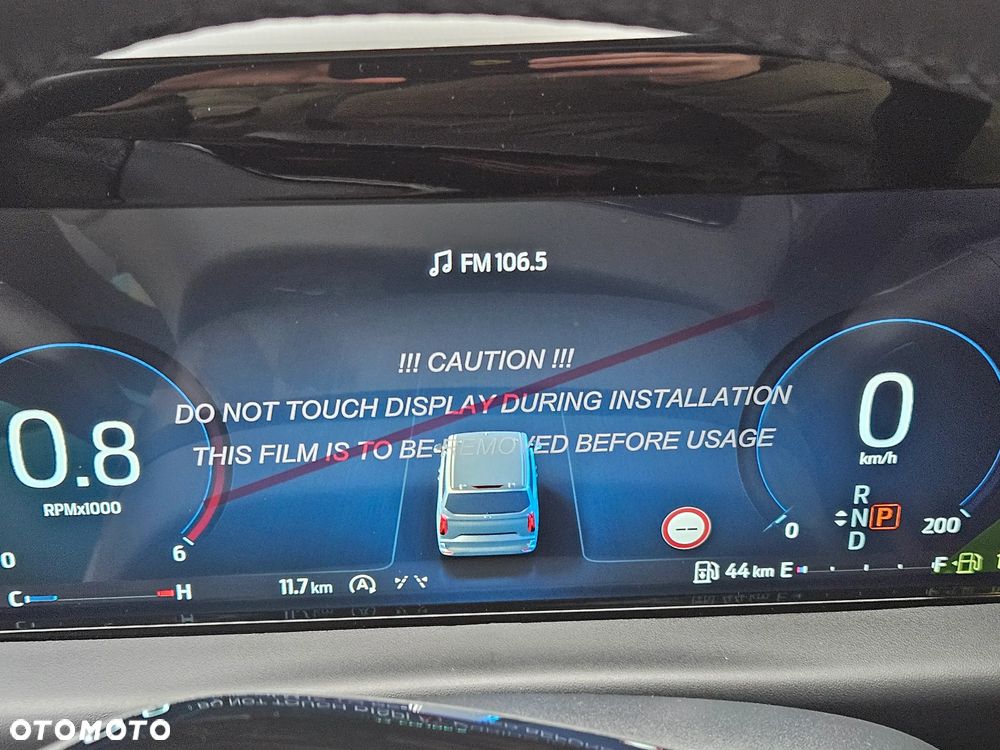 FM 106.5
!!! CAUTION !!!
DO NOT TOUCH DISPLAY DURING INSTALLATION
THIS FILM IS TO BE REMOVED BEFORE USAGE
0.8
RPMx1000
0
6
0
km/h
0
200
R
N P
D
--
C H
11.7 km A
44 km E F
OTOMOTO